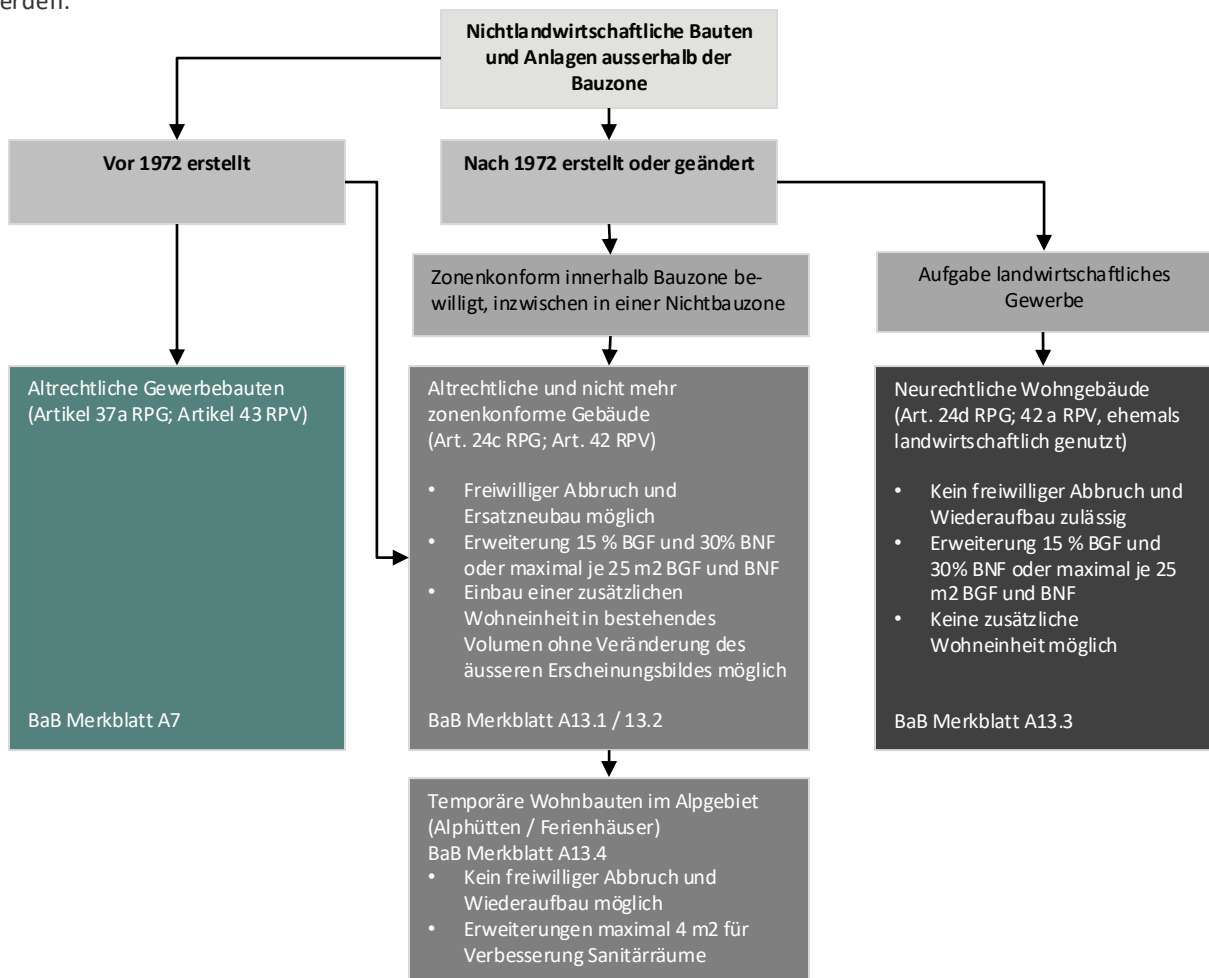 erden.
Nichtlandwirtschaftliche Bauten
und Anlagen ausserhalb der
Bauzone
Vor 1972 erstellt
Nach 1972 erstellt oder geändert
Zonenkonform innerhalb Bauzone be-
willigt, inzwischen in einer Nichtbauzone
Aufgabe landwirtschaftliches
Gewerbe
Altrechtliche Gewerbebauten
(Artikel 37a RPG; Artikel 43 RPV)
BaB Merkblatt A7
Altrechtliche und nicht mehr
zonenkonforme Gebäude
(Art. 24c RPG; Art. 42 RPV)
• Freiwilliger Abbruch und
Ersatzneubau möglich
• Erweiterung 15 % BGF und 30% BNF
oder maximal je 25 m2 BGF und BNF
• Einbau einer zusätzlichen
Wohneinheit in bestehendes
Volumen ohne Veränderung des
äusseren Erscheinungsbildes möglich
BaB Merkblatt A13.1 / 13.2
Neurechtliche Wohngebäude
(Art. 24d RPG; 42 a RPV, ehemals
landwirtschaftlich genutzt)
• Kein freiwilliger Abbruch und
Wiederaufbau zulässig
• Erweiterung 15 % BGF und
30% BNF oder maximal je 25
m2 BGF und BNF
• Keine zusätzliche
Wohneinheit möglich
BaB Merkblatt A13.3
Temporäre Wohnbauten im Alpgebiet
(Alphütten / Ferienhäuser)
BaB Merkblatt A13.4
• Kein freiwilliger Abbruch und
Wiederaufbau möglich
• Erweiterungen maximal 4 m2 für
Verbesserung Sanitärräume